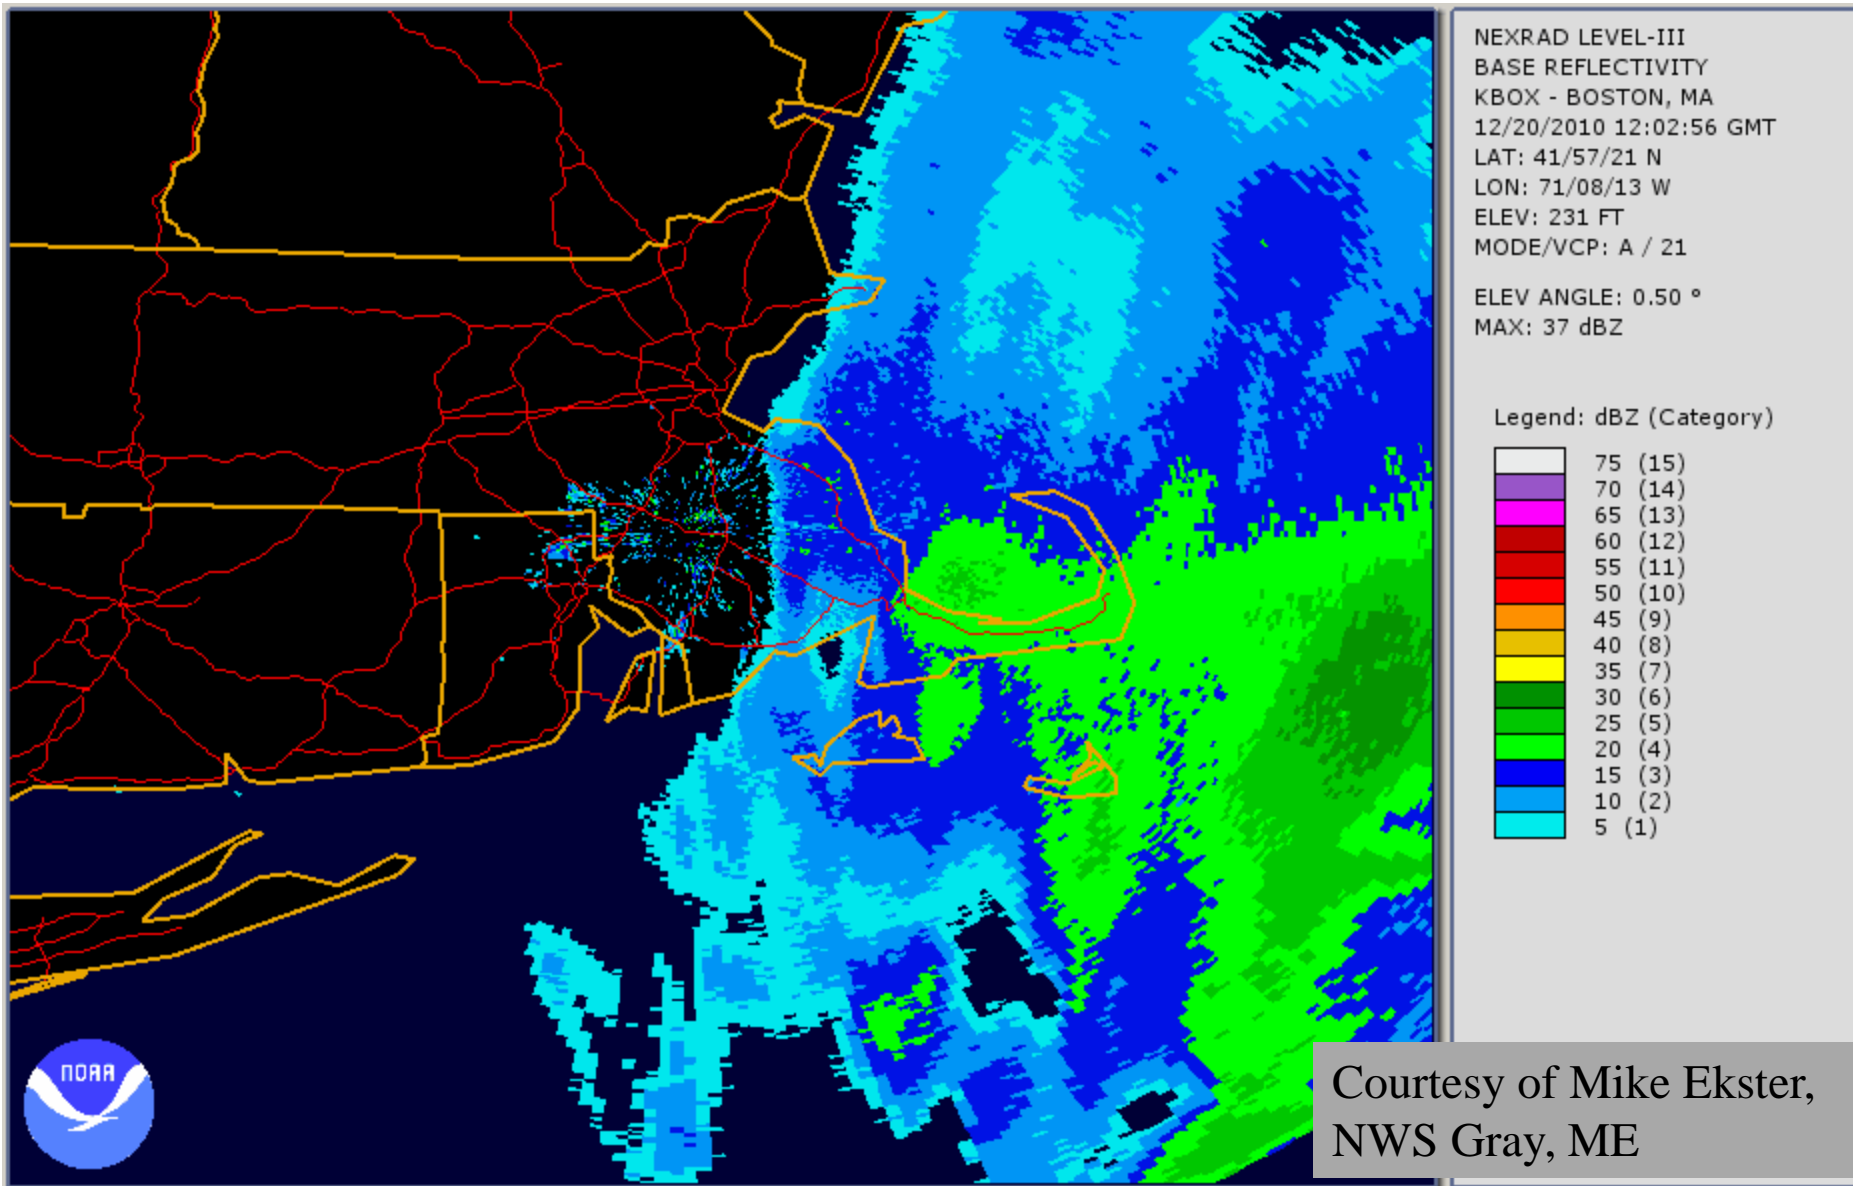 NEXRAD LEVEL-III
BASE REFLECTIVITY
KBOX - BOSTON, MA
12/20/2010 12:02:56 GMT
LAT: 41/57/21 N
LON: 71/08/13 W
ELEV: 231 FT
MODE/VCP: A / 21
ELEV ANGLE: 0.50 °
MAX: 37 dBZ
Legend: dBZ (Category)
75 (15)
70 (14)
65 (13)
60 (12)
55 (11)
50 (10)
45 (9)
40 (8)
35 (7)
30 (6)
25 (5)
20 (4)
15 (3)
10 (2)
5 (1)
NOAA
Courtesy of Mike Ekster,
NWS Gray, ME